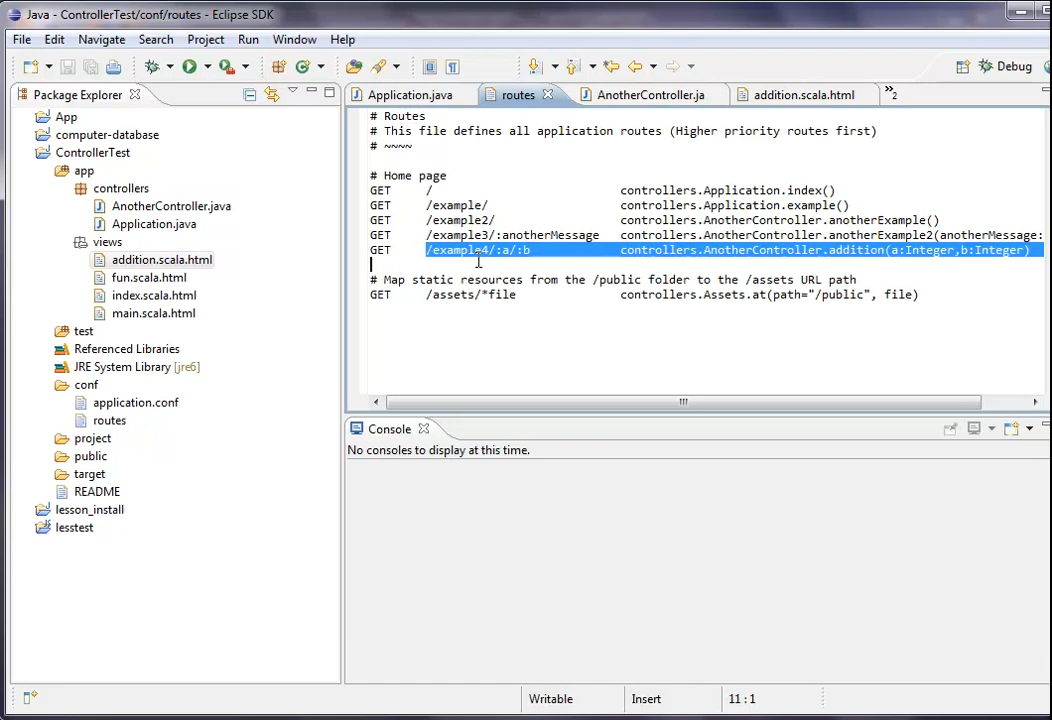 Java - ControllerTest/conf/routes - Eclipse SDK
File Edit Navigate Search Project Run Window Help
Debug
Package Explorer
App
computer-database
ControllerTest
app
controllers
AnotherController.java
Application.java
views
addition.scala.html
fun.scala.html
index.scala.html
main.scala.html
test
Referenced Libraries
JRE System Library [jre6]
conf
application.conf
routes
project
public
target
README
lesson_install
lesstest
Application.java routes AnotherController.ja addition.scala.html »2
# Routes
# This file defines all application routes (Higher priority routes first)
# ~~~~
# Home page
GET / controllers.Application.index()
GET /example/ controllers.Application.example()
GET /example2/ controllers.AnotherController.anotherExample()
GET /example3/:anotherMessage controllers.AnotherController.anotherExample2(anotherMessage:
GET /example4/:a/:b controllers.AnotherController.addition(a:Integer,b:Integer)
# Map static resources from the /public folder to the /assets URL path
GET /assets/*file controllers.Assets.at(path="/public", file)
Console
No consoles to display at this time.
Writable Insert 11 : 1